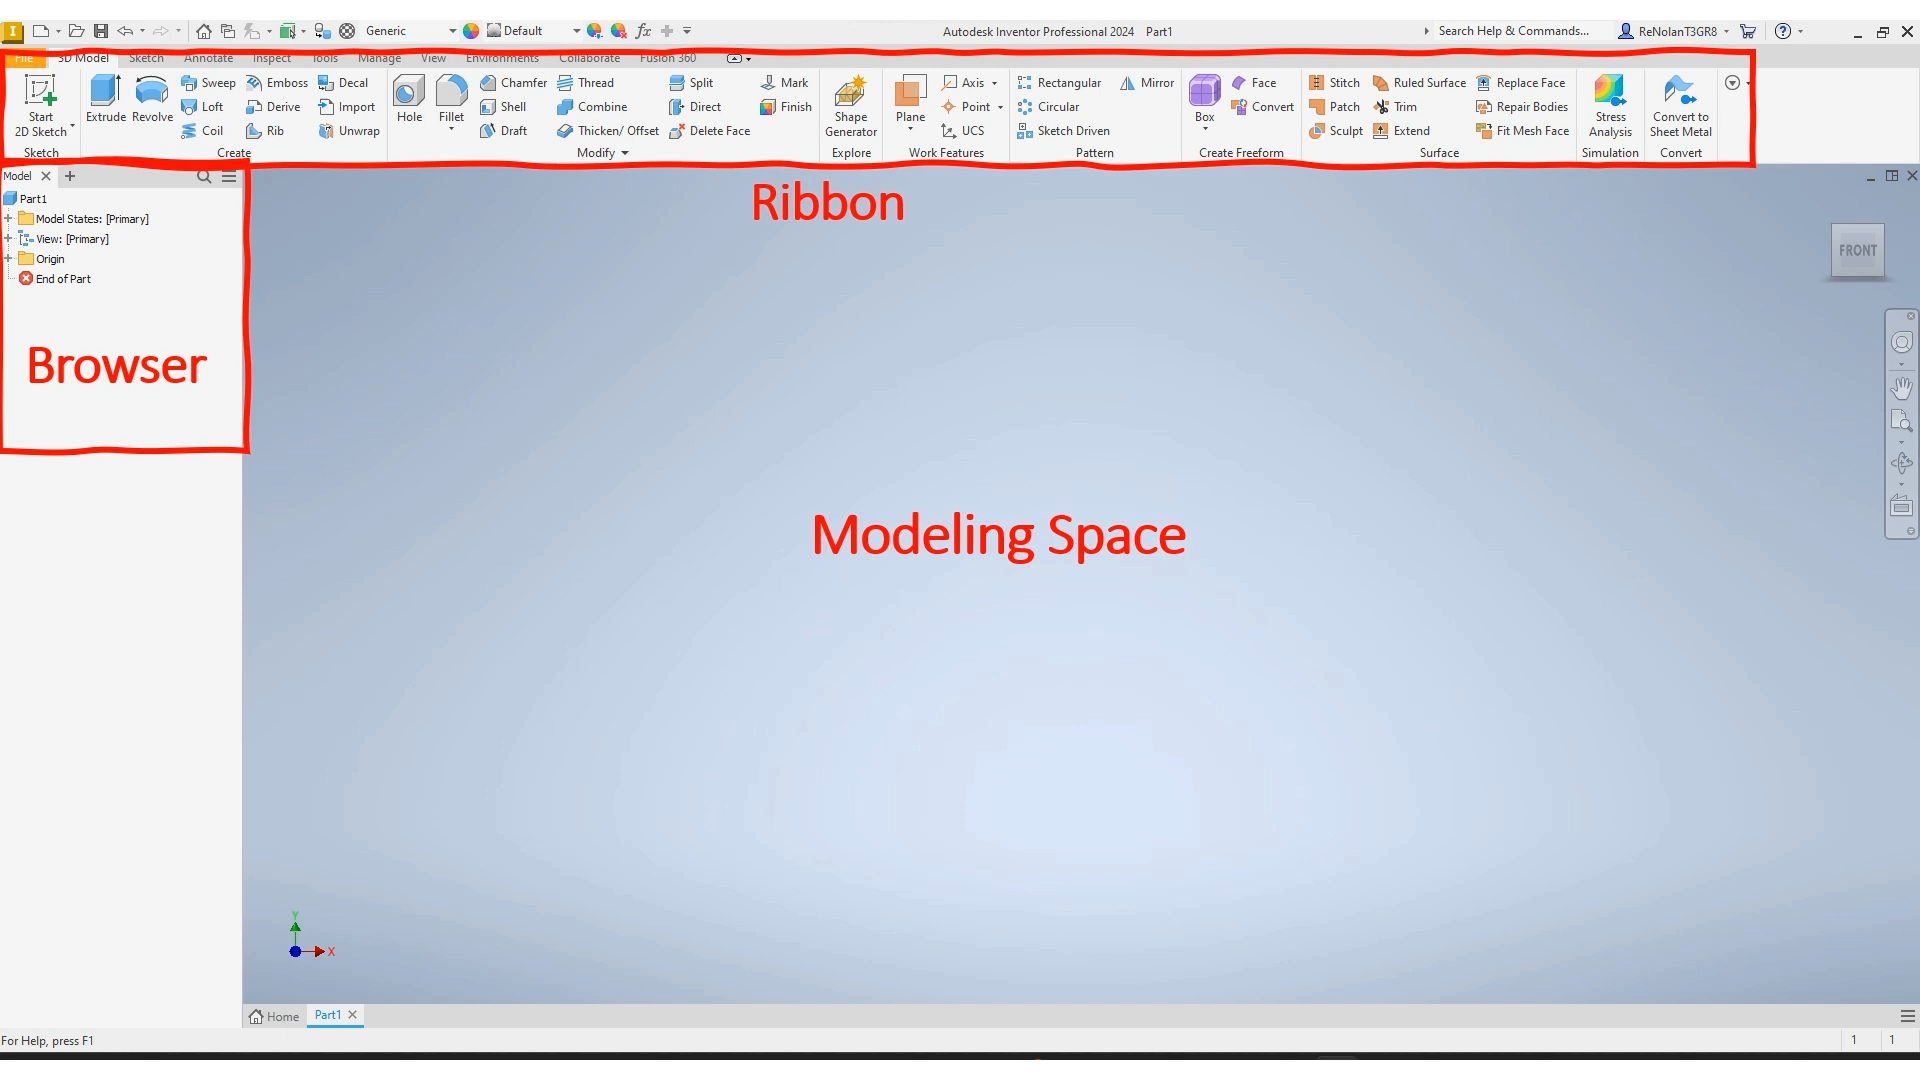 I Generic Default fx Autodesk Inventor Professional 2024 Part1 Search Help & Commands... ReNolanT3GR8 ?
File 3D Model Sketch Annotate Inspect Tools Manage View Environments Collaborate Fusion 360
Sweep Emboss Decal Chamfer Thread Split Mark Axis Rectangular Mirror Face Stitch Ruled Surface Replace Face
Start Extrude Revolve Loft Derive Import Hole Fillet Shell Combine Direct Finish Shape Plane Point Circular Box Convert Patch Trim Repair Bodies Stress Convert to
2D Sketch Coil Rib Unwrap Draft Thicken/ Offset Delete Face Generator UCS Sketch Driven Sculpt Extend Fit Mesh Face Analysis Sheet Metal
Sketch Create Modify Explore Work Features Pattern Create Freeform Surface Simulation Convert
Model
Part1
Model States: [Primary]
View: [Primary]
Origin
End of Part
Ribbon
FRONT
Browser
Modeling Space
Y
X
Home Part1
For Help, press F1 1 1